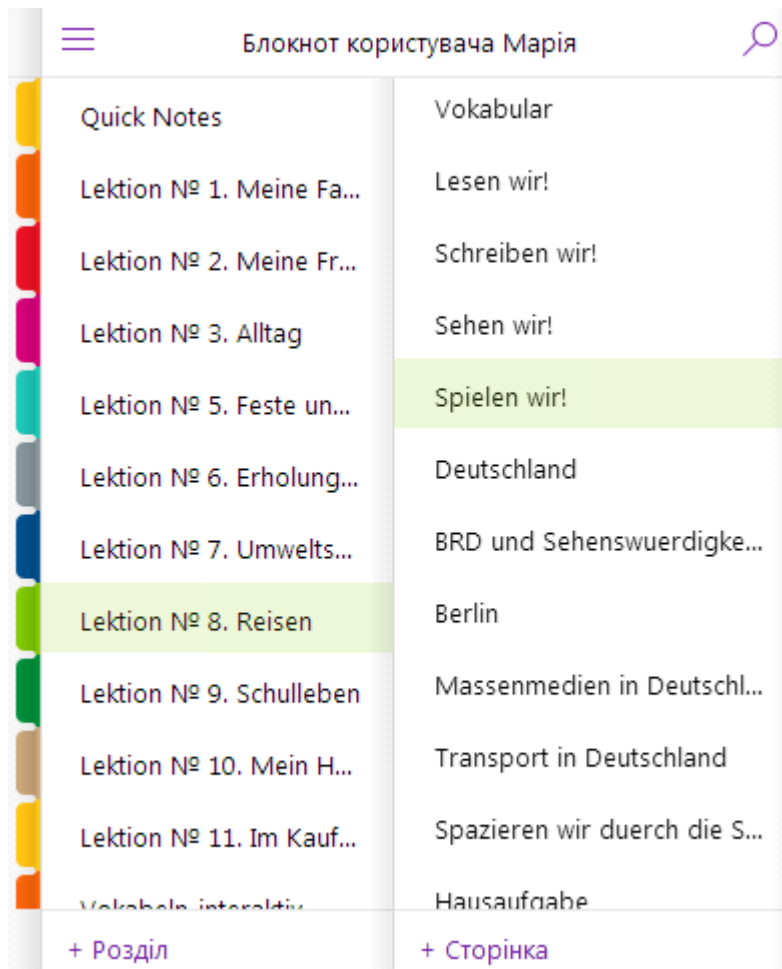 Блокнот користувача Марія
Quick Notes
Lektion № 1. Meine Fa...
Lektion № 2. Meine Fr...
Lektion № 3. Alltag
Lektion № 5. Feste un...
Lektion № 6. Erholung...
Lektion № 7. Umwelts...
Lektion № 8. Reisen
Lektion № 9. Schulleben
Lektion № 10. Mein H...
Lektion № 11. Im Kauf...
Vokabeln interaktiv
+ Розділ
Vokabular
Lesen wir!
Schreiben wir!
Sehen wir!
Spielen wir!
Deutschland
BRD und Sehenswuerdigke...
Berlin
Massenmedien in Deutschl...
Transport in Deutschland
Spazieren wir duerch die S...
Hausaufgabe
+ Сторінка